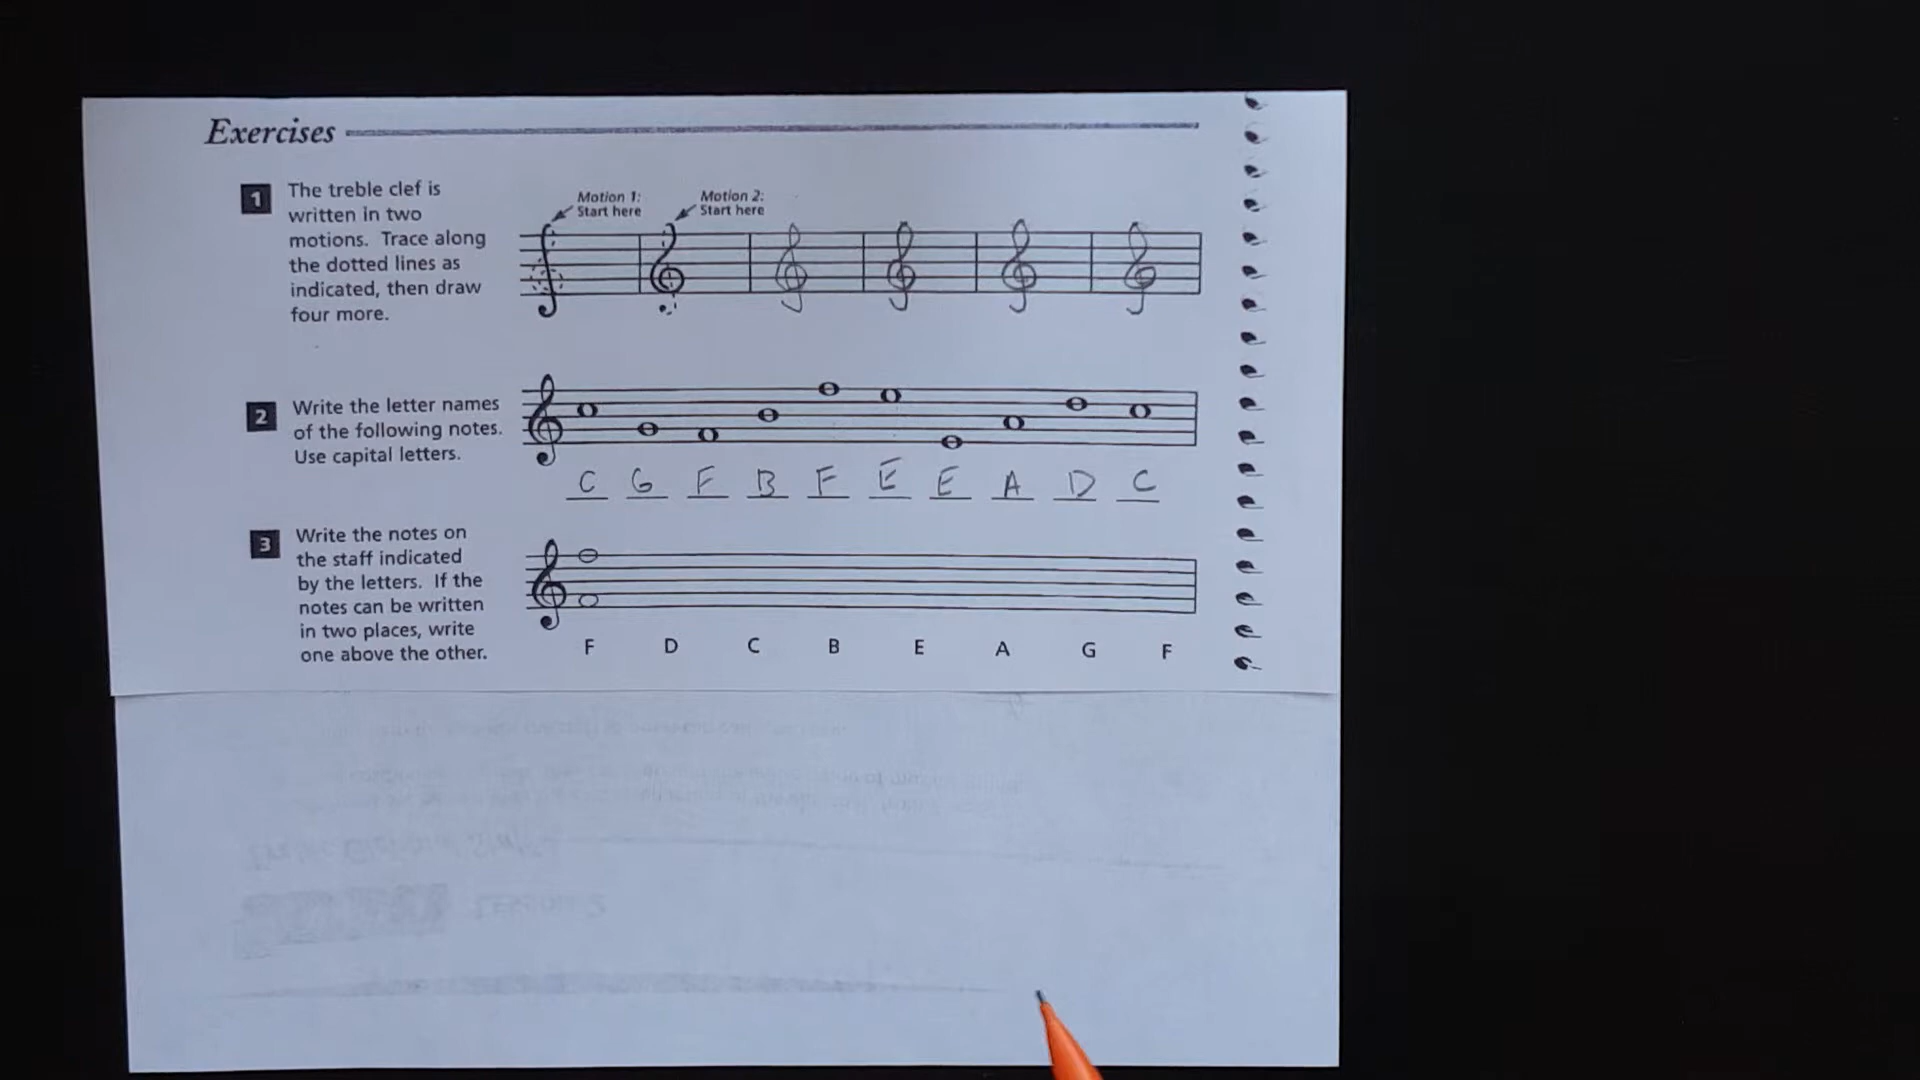 Exercises
1
The treble clef is
written in two
motions. Trace along
the dotted lines as
indicated, then draw
four more.
Motion 1:
Start here
Motion 2:
Start here
2
Write the letter names
of the following notes.
Use capital letters.
C G F B F E E A D C
3
Write the notes on
the staff indicated
by the letters. If the
notes can be written
in two places, write
one above the other.
F D C B E A G F